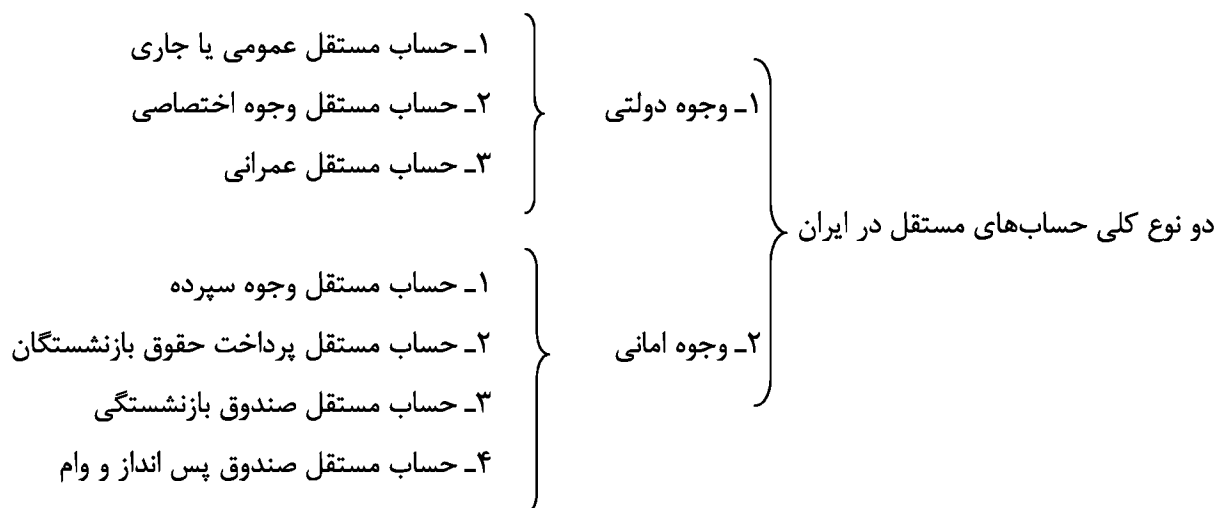 دو نوع کلی حساب‌های مستقل در ایران
۱ـ وجوه دولتی
۱ـ حساب مستقل عمومی یا جاری
۲ـ حساب مستقل وجوه اختصاصی
۳ـ حساب مستقل عمرانی
۲ـ وجوه امانی
۱ـ حساب مستقل وجوه سپرده
۲ـ حساب مستقل پرداخت حقوق بازنشستگان
۳ـ حساب مستقل صندوق بازنشستگی
۴ـ حساب مستقل صندوق پس انداز و وام